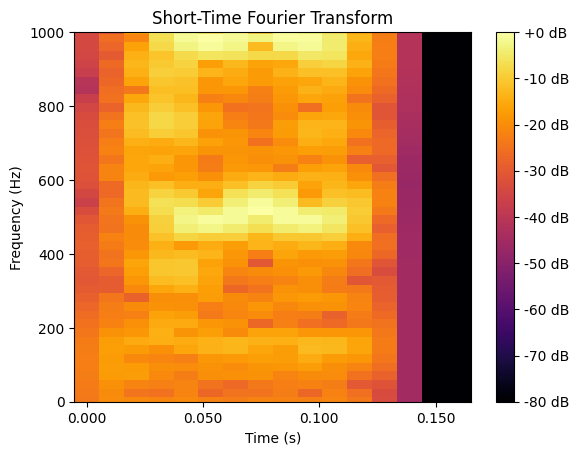 Short-Time Fourier Transform
1000
800
600
400
200
0
Frequency (Hz)
0.000
0.050
0.100
0.150
Time (s)
+0 dB
-10 dB
-20 dB
-30 dB
-40 dB
-50 dB
-60 dB
-70 dB
-80 dB